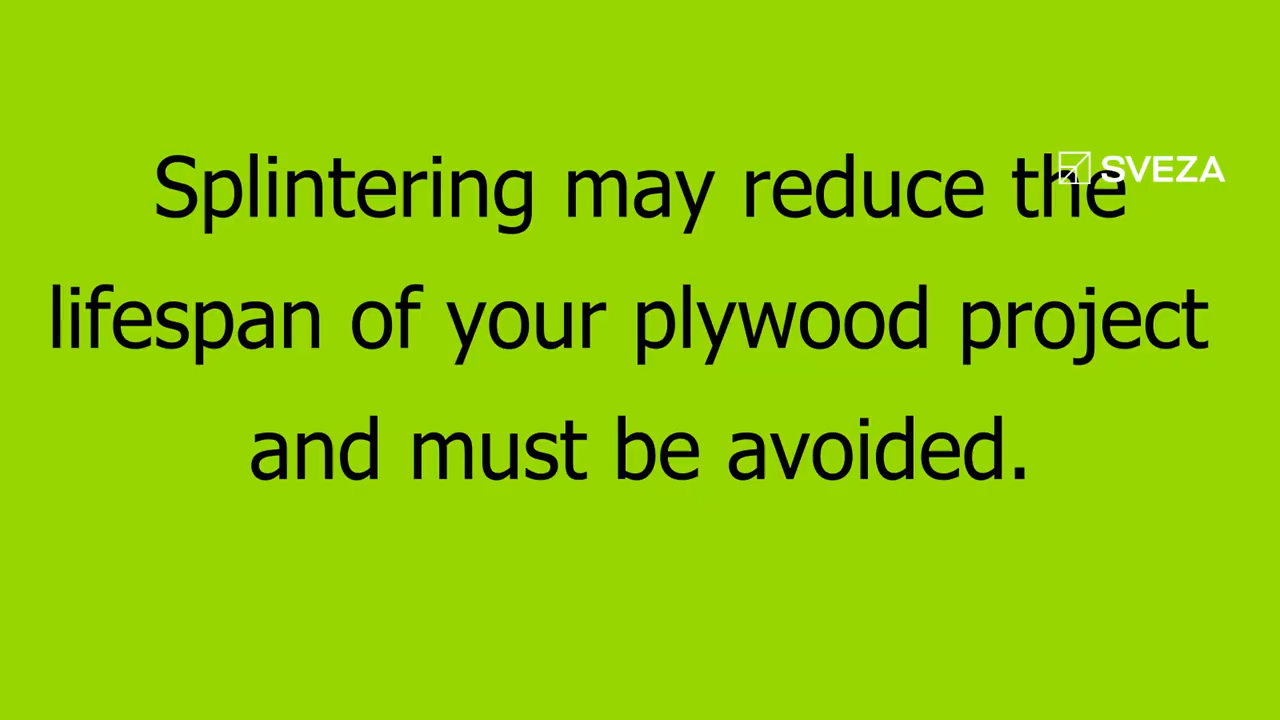 Splintering may reduce the
SVEZA
lifespan of your plywood project
and must be avoided.